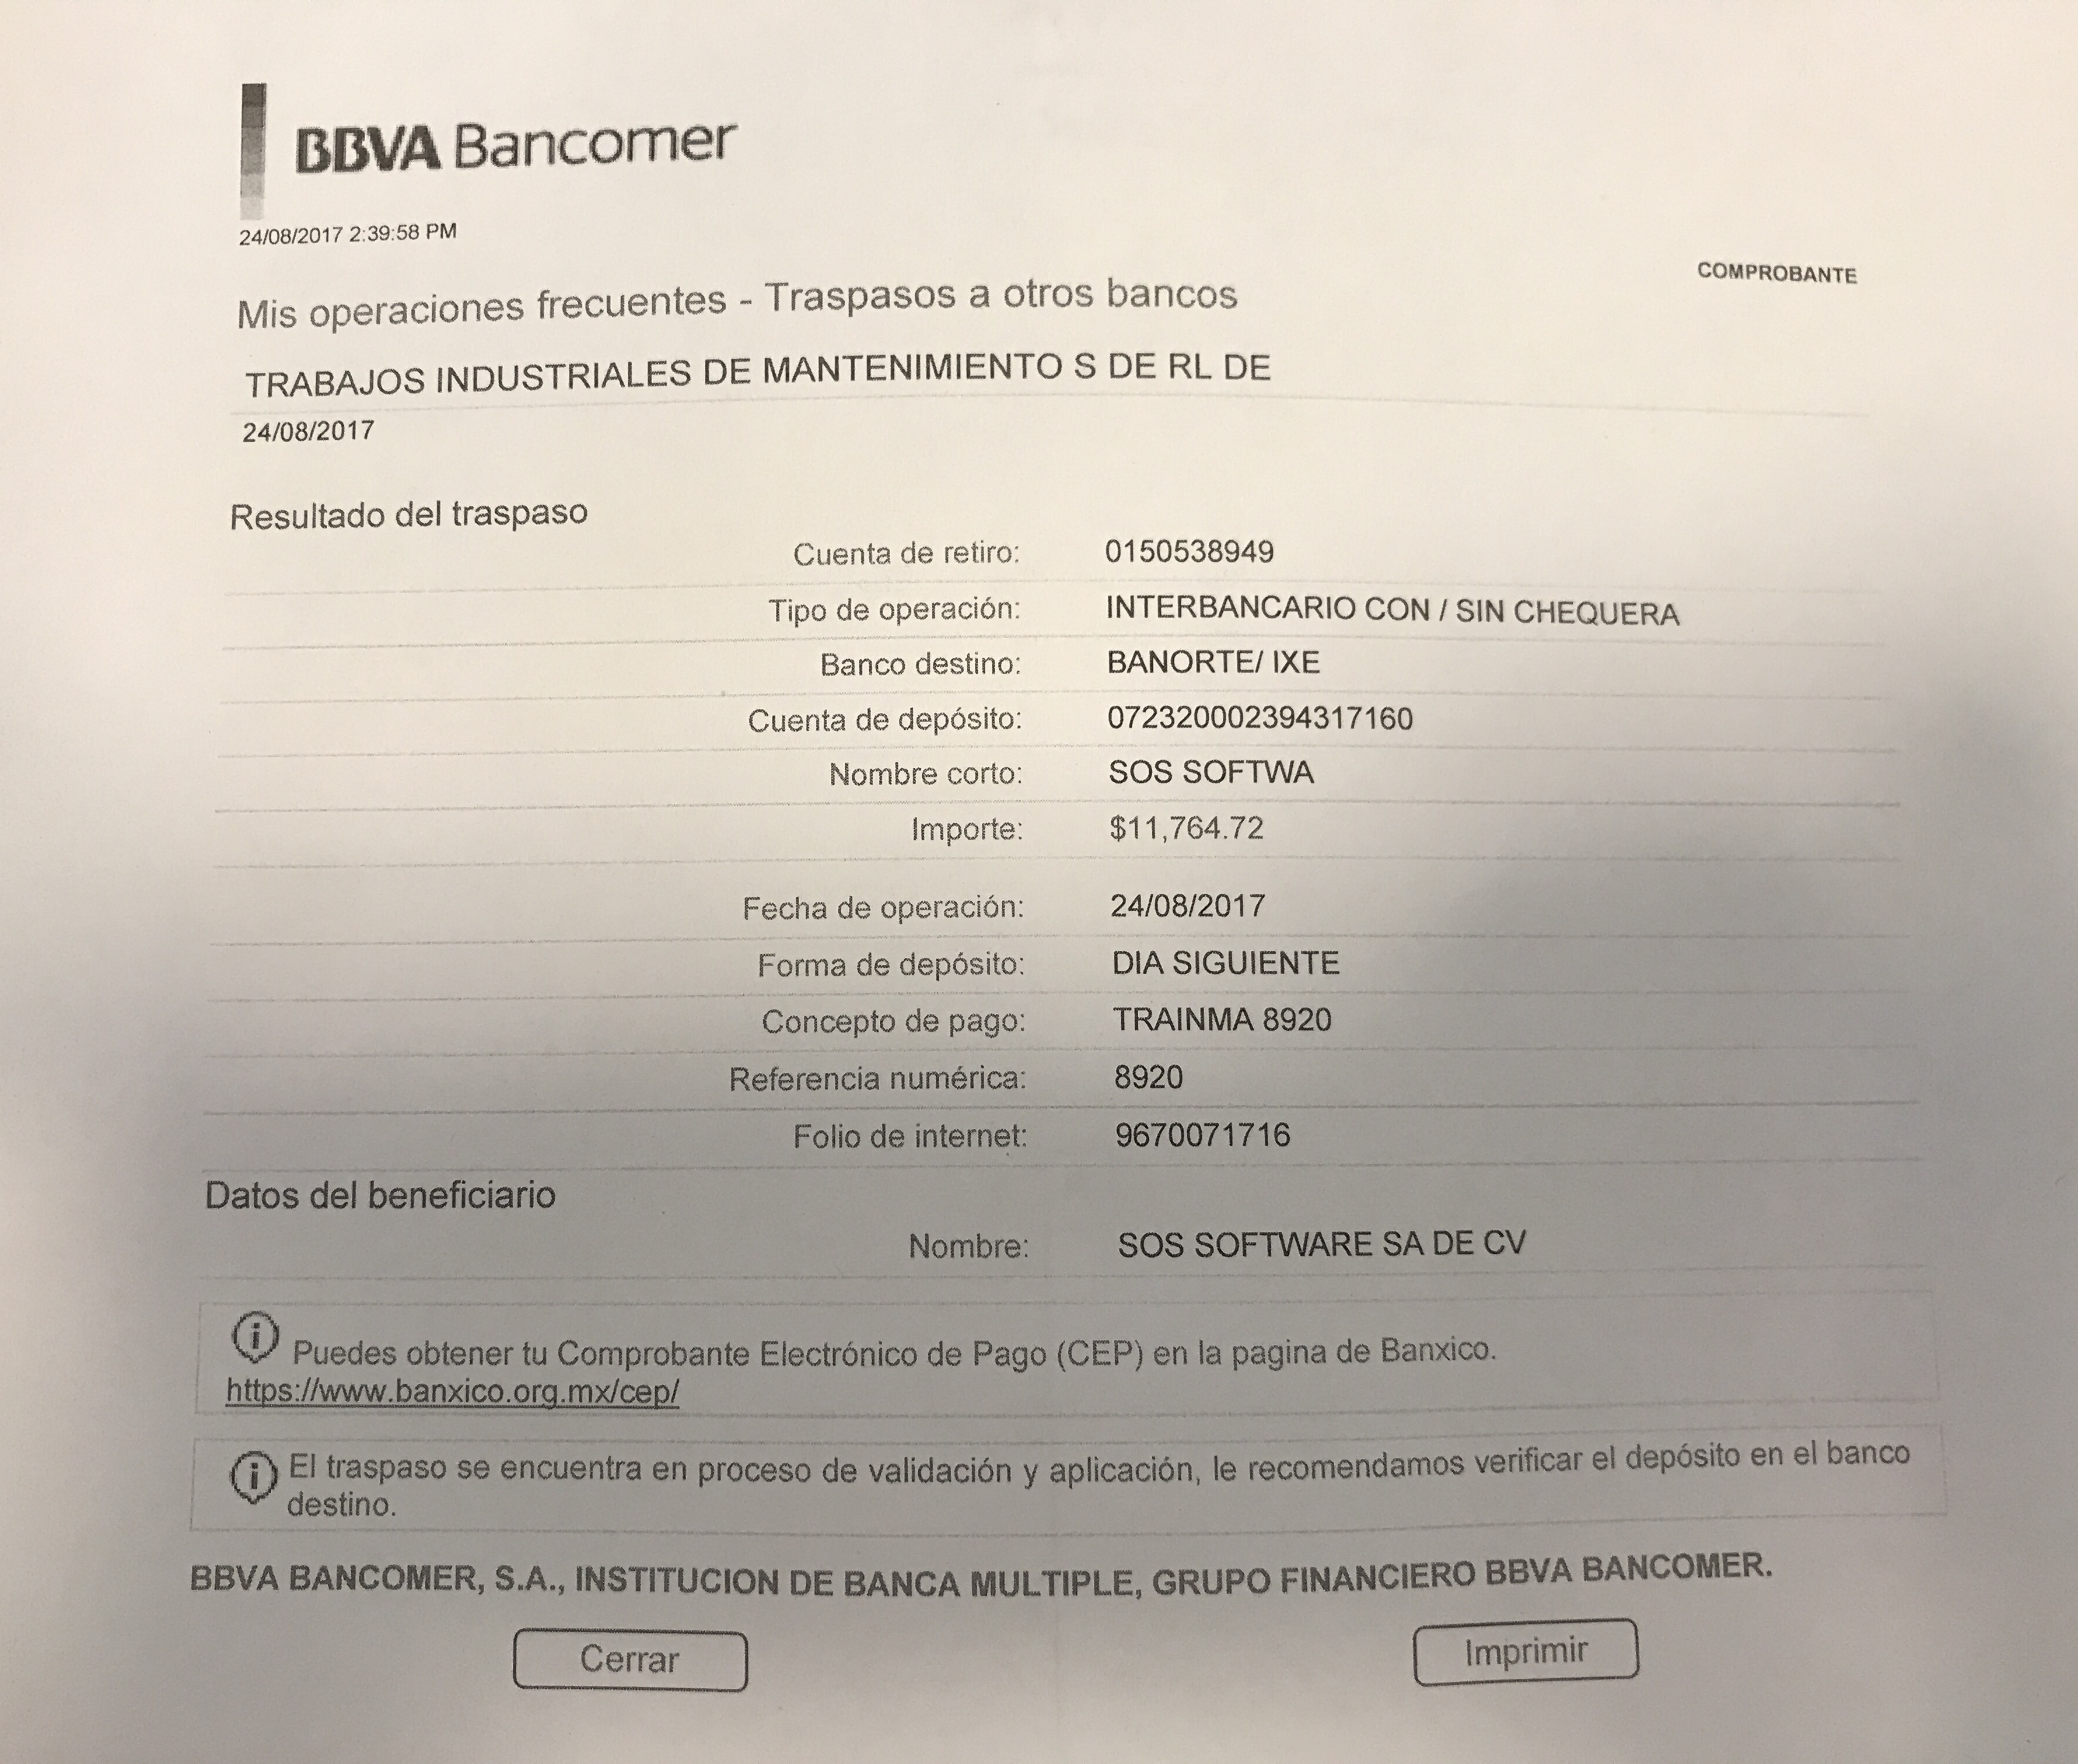 BBVA Bancomer
24/08/2017 2:39:58 PM
COMPROBANTE
Mis operaciones frecuentes - Traspasos a otros bancos
TRABAJOS INDUSTRIALES DE MANTENIMIENTO S DE RL DE
24/08/2017
Resultado del traspaso
Cuenta de retiro: 0150538949
Tipo de operación: INTERBANCARIO CON / SIN CHEQUERA
Banco destino: BANORTE/ IXE
Cuenta de depósito: 072320002394317160
Nombre corto: SOS SOFTWA
Importe: $11,764.72
Fecha de operación: 24/08/2017
Forma de depósito: DIA SIGUIENTE
Concepto de pago: TRAINMA 8920
Referencia numérica: 8920
Folio de internet: 9670071716
Datos del beneficiario
Nombre: SOS SOFTWARE SA DE CV
Puedes obtener tu Comprobante Electrónico de Pago (CEP) en la pagina de Banxico.
https://www.banxico.org.mx/cep/
El traspaso se encuentra en proceso de validación y aplicación, le recomendamos verificar el depósito en el banco
destino.
BBVA BANCOMER, S.A., INSTITUCION DE BANCA MULTIPLE, GRUPO FINANCIERO BBVA BANCOMER.
Cerrar Imprimir